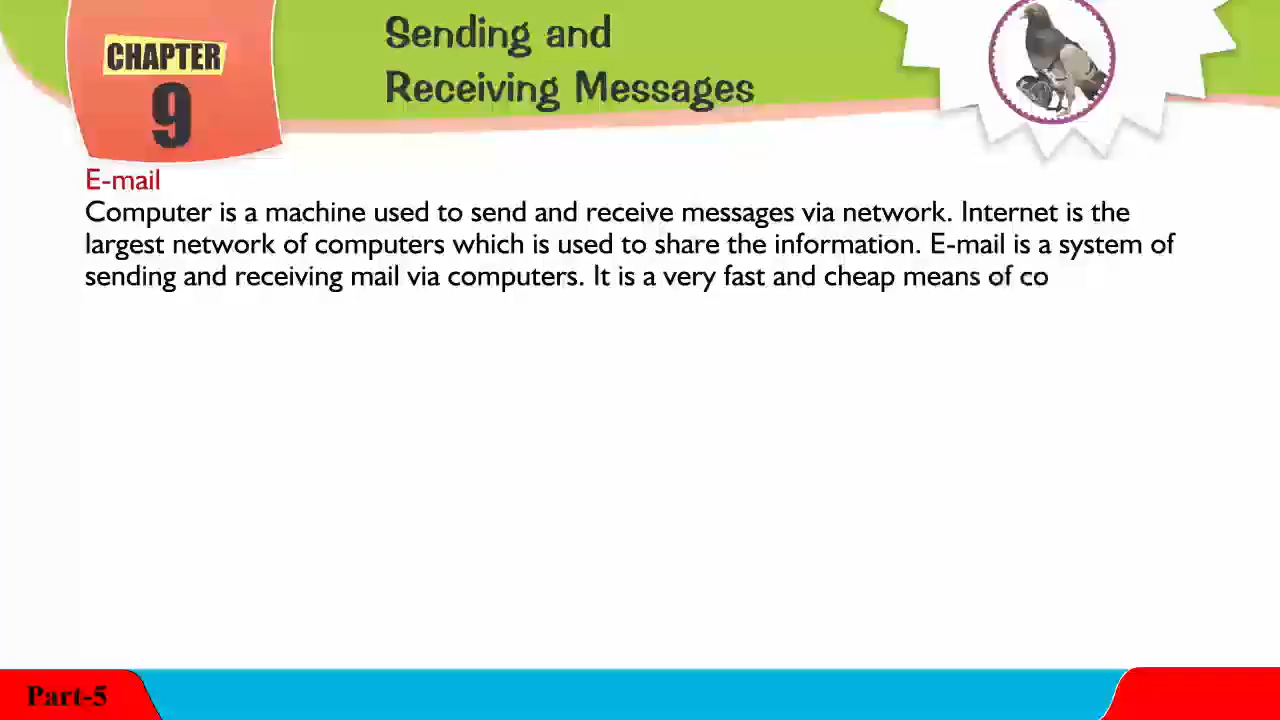 CHAPTER
9
Sending and
Receiving Messages
E-mail
Computer is a machine used to send and receive messages via network. Internet is the
largest network of computers which is used to share the information. E-mail is a system of
sending and receiving mail via computers. It is a very fast and cheap means of co
Part-5